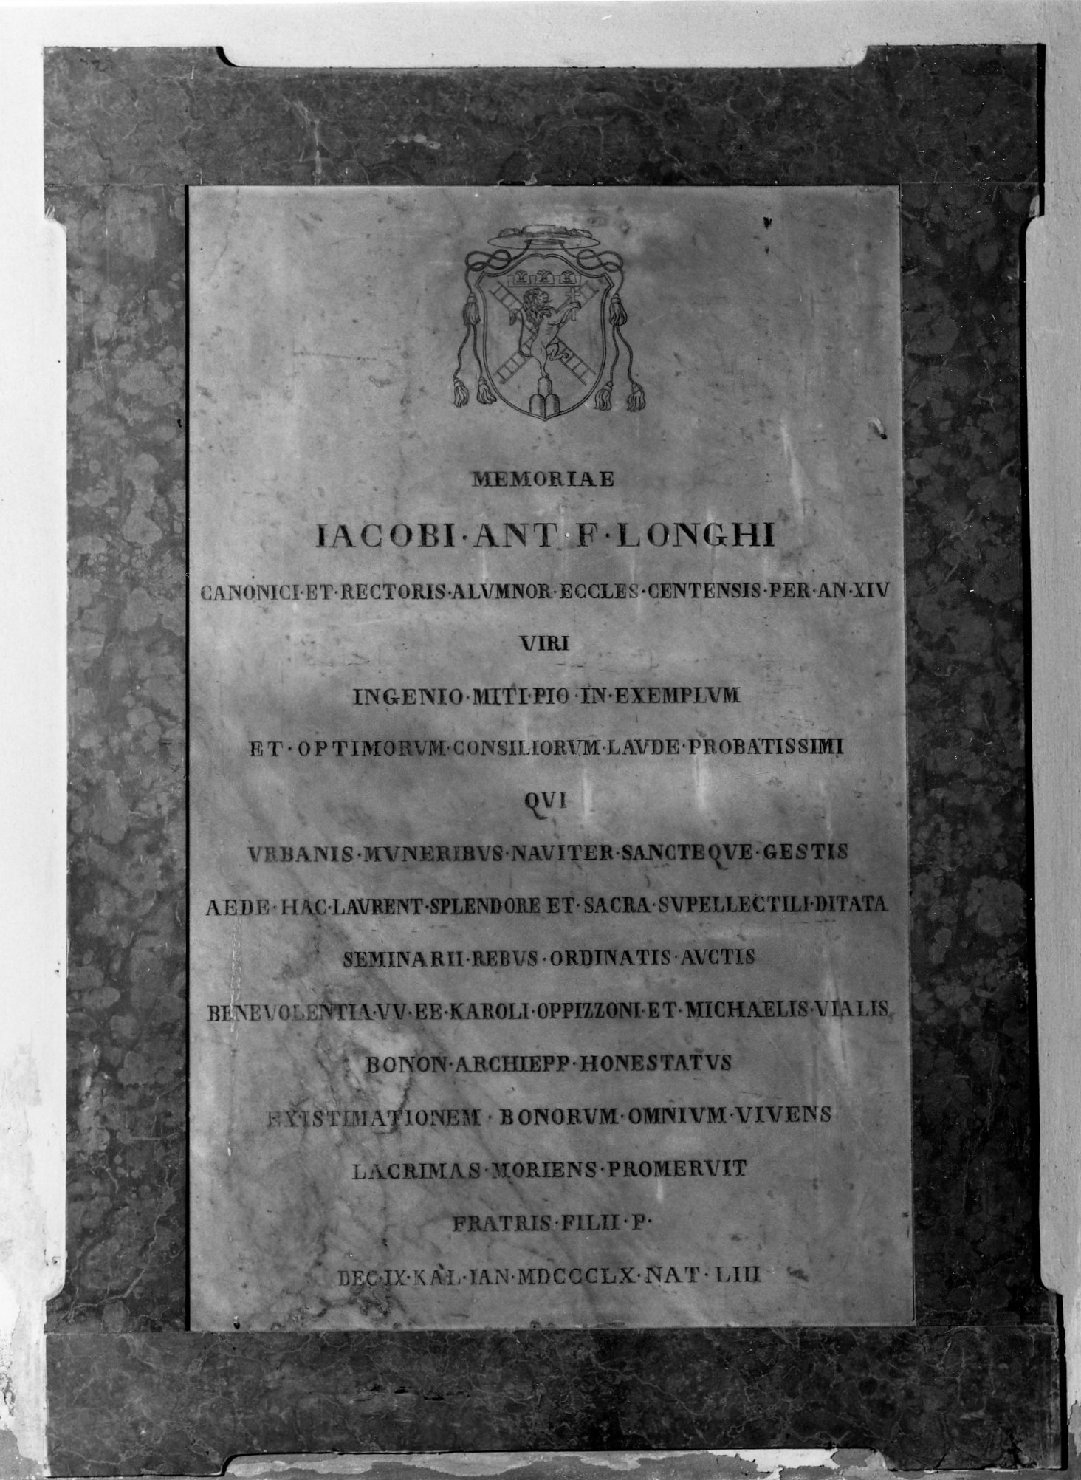 MEMORIAE
IACOBI·ANT·F·LONGHI
CANONICI·ET·RECTORIS·ALVMNOR·ECCLES·CENTENSIS·PER·AN·XIV
VIRI
INGENIO·MITI·PIO·IN·EXEMPLVM
ET·OPTIMORVM·CONSILIORVM·LAVDE·PROBATISSIMI
QVI
VRBANIS·MVNERIBVS·NAVITER·SANCTEQVE·GESTIS
AEDE·HAC·LAVRENT·SPLENDORE·ET·SACRA·SVPELLECTILI·DITATA
SEMINARII·REBVS·ORDINATIS·AVCTIS
BENEVOLENTIA·VV·EE·KAROLI·OPPIZZONI·ET·MICHAELIS·VIALIS
BONON·ARCHIEPP·HONESTATVS
EXISTIMATIONEM·BONORVM·OMNIVM·VIVENS
LACRIMAS·MORIENS·PROMERVIT
FRATRIS·FILII·P·
DEC·IX·KAL·IAN·MDCCCLX·NAT·LIII